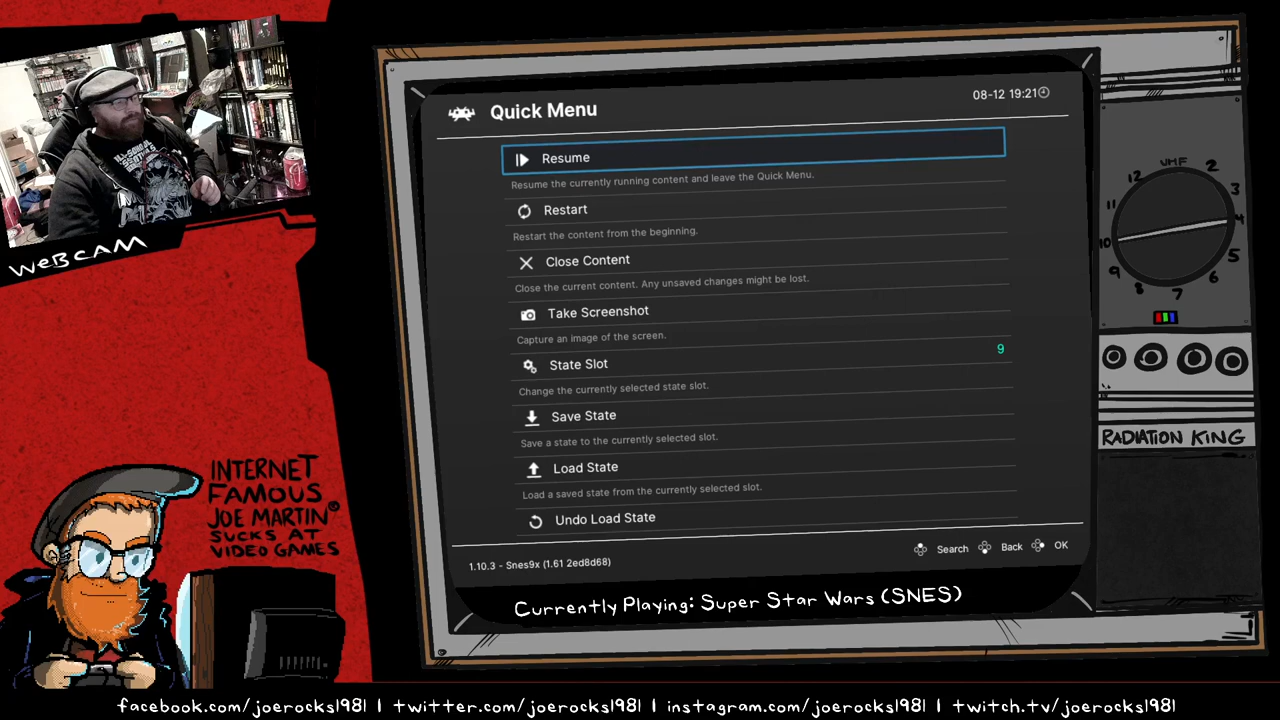 WEBCAM
INTERNET
FAMOUS
JOE MARTIN©
SUCKS AT
VIDEO GAMES
Quick Menu
08-12 19:21
Resume
Resume the currently running content and leave the Quick Menu.
Restart
Restart the content from the beginning.
Close Content
Close the current content. Any unsaved changes might be lost.
Take Screenshot
Capture an image of the screen.
State Slot 9
Change the currently selected state slot.
Save State
Save a state to the currently selected slot.
Load State
Load a saved state from the currently selected slot.
Undo Load State
1.10.3 - Snes9x (1.61 2ed8d68)
Search Back OK
Currently Playing: Super Star Wars (SNES)
VHF 2 3 4 5 6 7 8 9 10 11 12
RADIATION KING
facebook.com/joerocks1981 | twitter.com/joerocks1981 | instagram.com/joerocks1981 | twitch.tv/joerocks1981